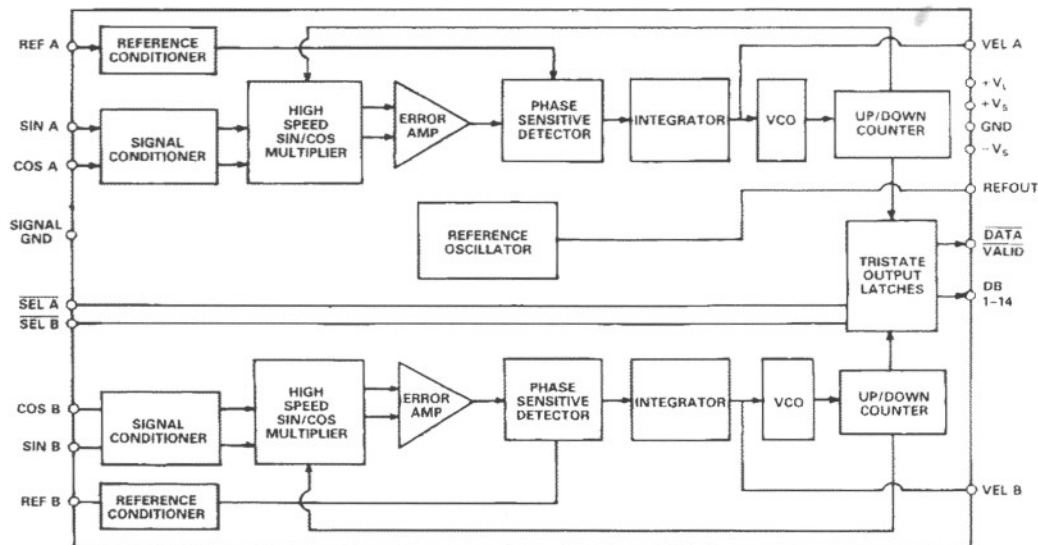 REF A
REFERENCE
CONDITIONER
VEL A
+V_L
+V_S
GND
−V_S
SIN A
COS A
SIGNAL
CONDITIONER
HIGH
SPEED
SIN/COS
MULTIPLIER
ERROR
AMP
PHASE
SENSITIVE
DETECTOR
INTEGRATOR
VCO
UP/DOWN
COUNTER
REFOUT
SIGNAL
GND
REFERENCE
OSCILLATOR
TRISTATE
OUTPUT
LATCHES
DATA
VALID
DB
1–14
SEL A
SEL B
COS B
SIN B
SIGNAL
CONDITIONER
HIGH
SPEED
SIN/COS
MULTIPLIER
ERROR
AMP
PHASE
SENSITIVE
DETECTOR
INTEGRATOR
VCO
UP/DOWN
COUNTER
REF B
REFERENCE
CONDITIONER
VEL B